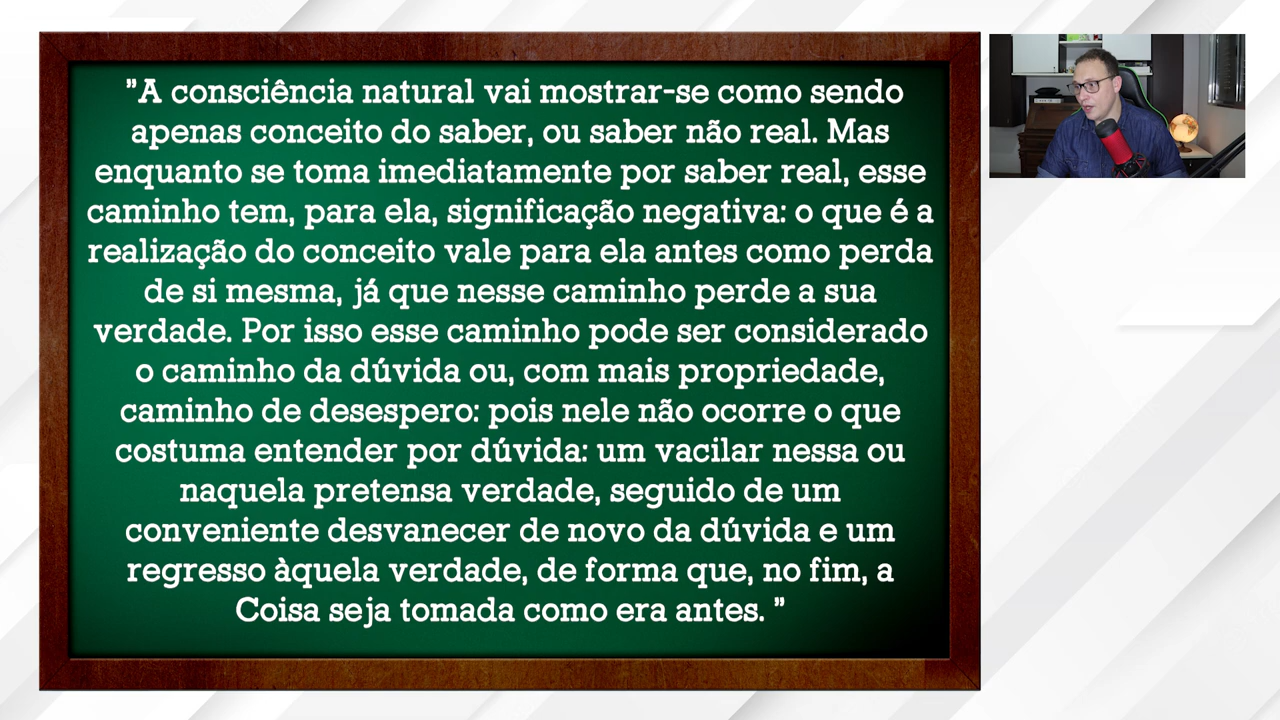 "A consciência natural vai mostrar-se como sendo
apenas conceito do saber, ou saber não real. Mas
enquanto se toma imediatamente por saber real, esse
caminho tem, para ela, significação negativa: o que é a
realização do conceito vale para ela antes como perda
de si mesma, já que nesse caminho perde a sua
verdade. Por isso esse caminho pode ser considerado
o caminho da dúvida ou, com mais propriedade,
caminho de desespero: pois nele não ocorre o que
costuma entender por dúvida: um vacilar nessa ou
naquela pretensa verdade, seguido de um
conveniente desvanecer de novo da dúvida e um
regresso àquela verdade, de forma que, no fim, a
Coisa seja tomada como era antes. "